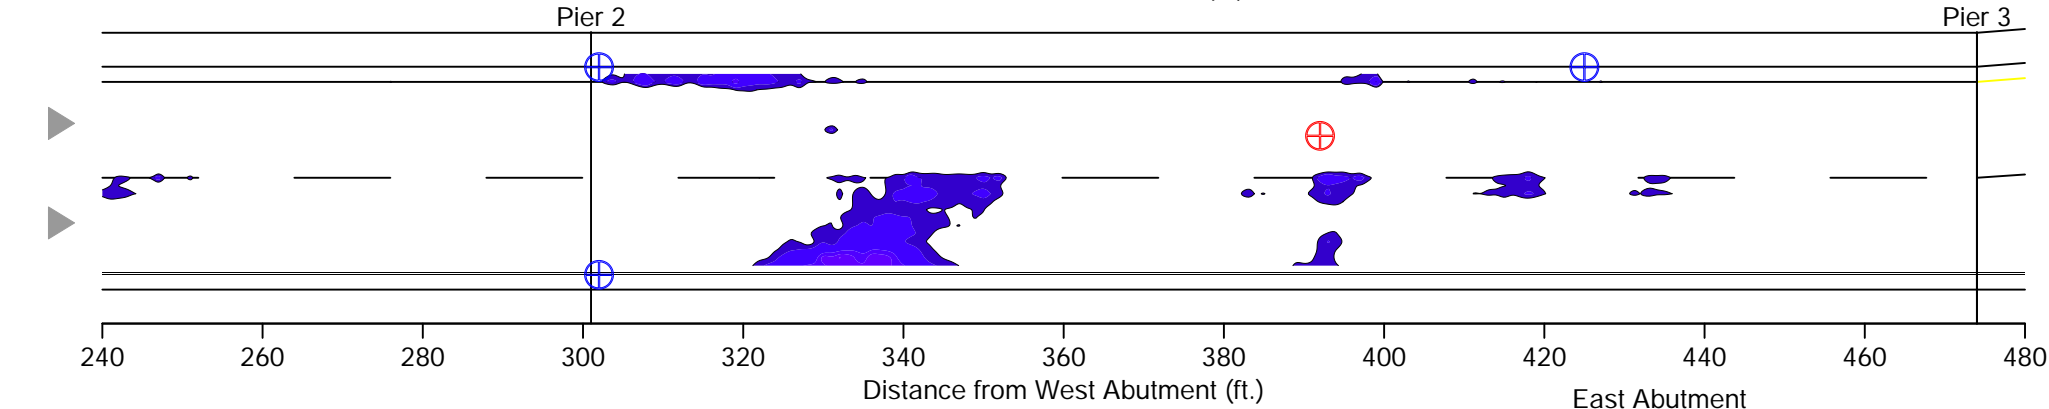 Pier 2 Pier 3
240 260 280 300 320 340 360 380 400 420 440 460 480
Distance from West Abutment (ft.)
East Abutment